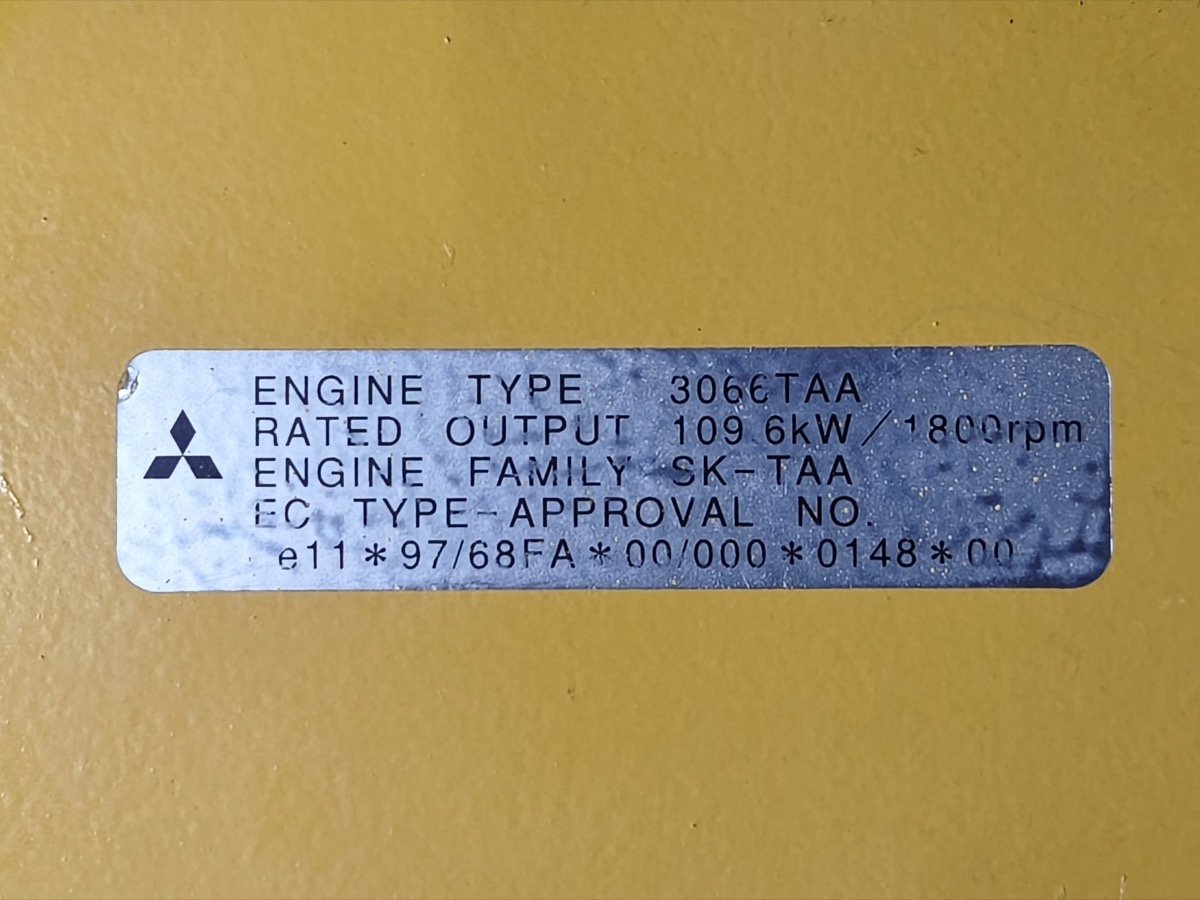 ENGINE TYPE 3066TAA
RATED OUTPUT 109.6kW/1800rpm
ENGINE FAMILY SK-TAA
EC TYPE-APPROVAL NO.
e11*97/68FA*00/000*0148*00